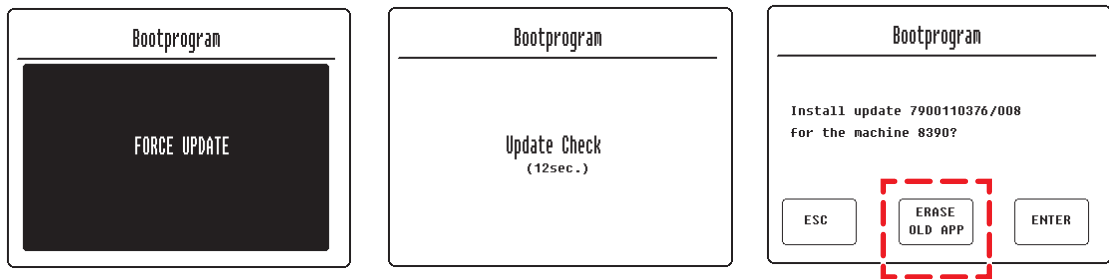 Bootprogram
FORCE UPDATE
Bootprogram
Update Check
(12sec.)
Bootprogram
Install update 7900110376/008
for the machine 8390?
ESC
ERASE
OLD APP
ENTER